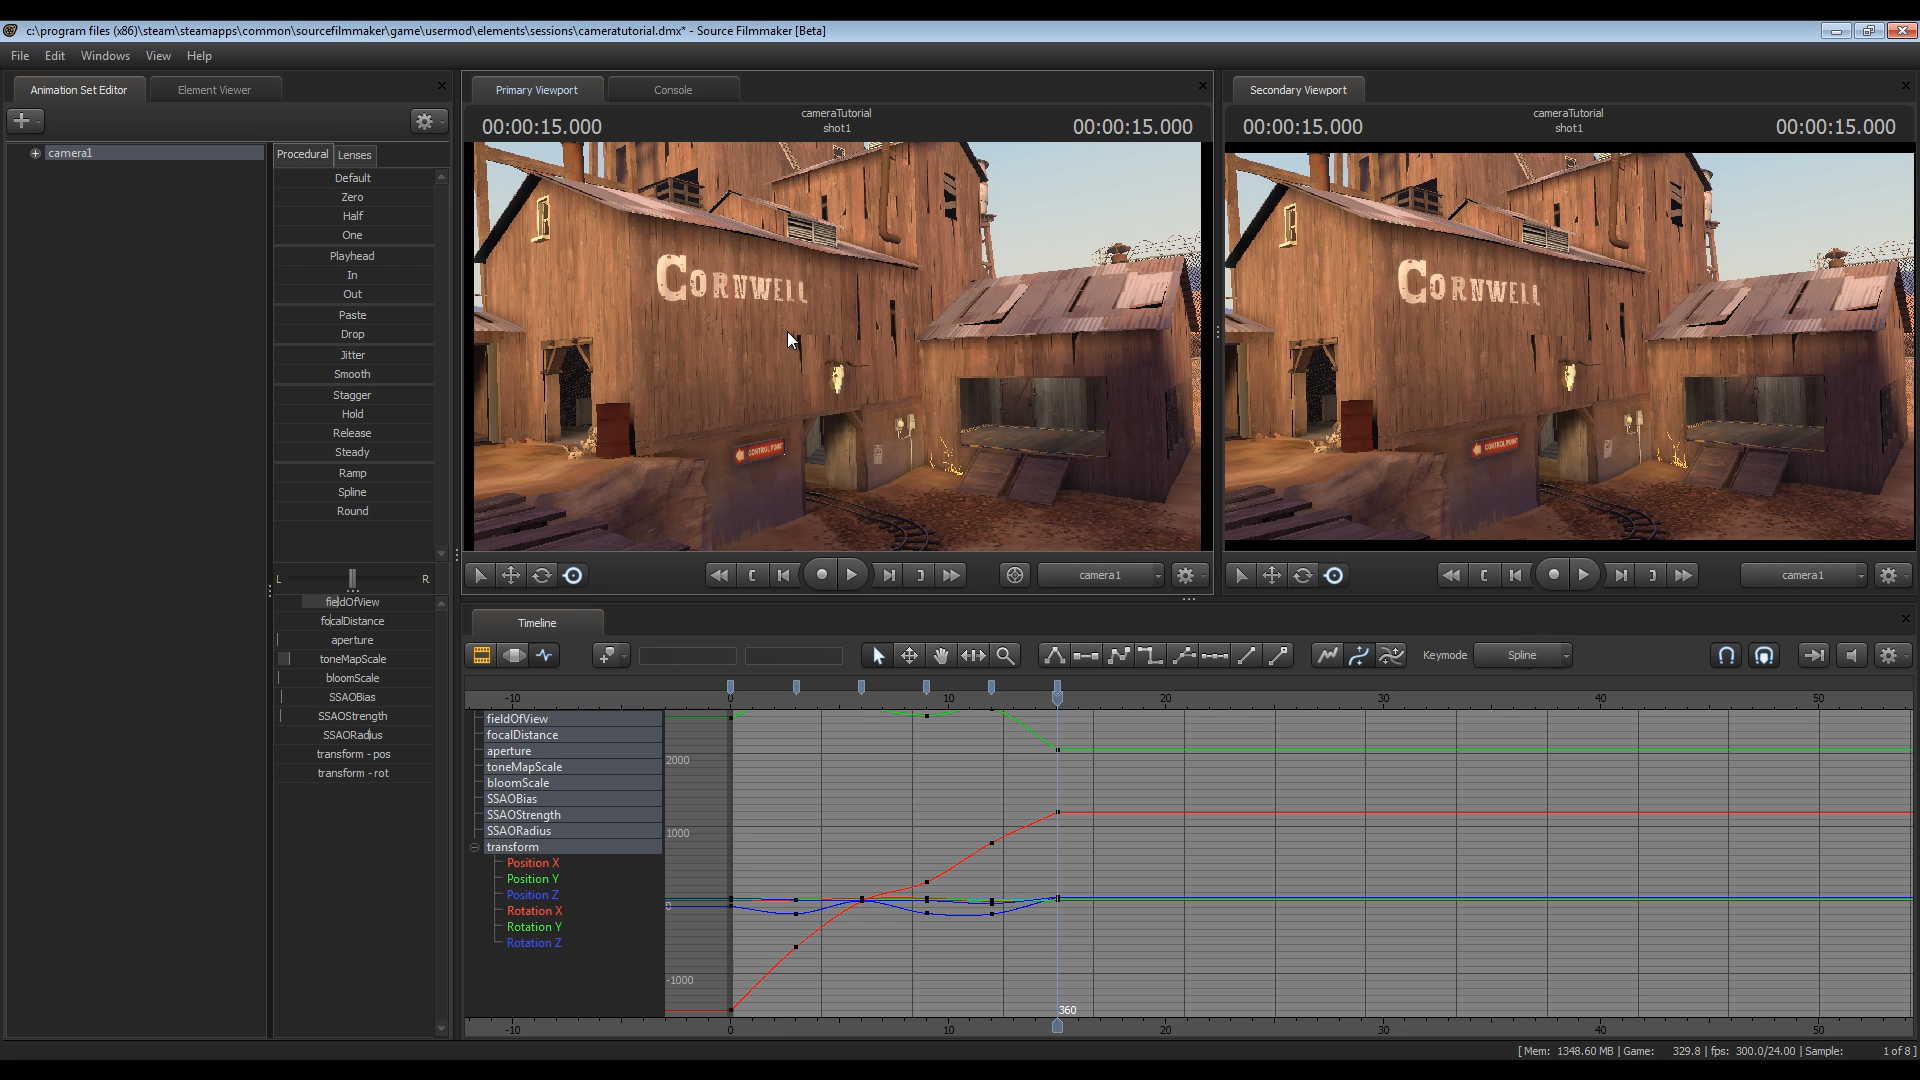 c:\program files (x86)\steam\steamapps\common\sourcefilmmaker\game\usermod\elements\sessions\cameratutorial.dmx* - Source Filmmaker [Beta]
File Edit Windows View Help
Animation Set Editor
Element Viewer
camera1
Procedural
Lenses
Default
Zero
Half
One
Playhead
In
Out
Paste
Drop
Jitter
Smooth
Stagger
Hold
Release
Steady
Ramp
Spline
Round
L R
fieldOfView
focalDistance
aperture
toneMapScale
bloomScale
SSAOBias
SSAOStrength
SSAORadius
transform - pos
transform - rot
Primary Viewport
Console
00:00:15.000
cameraTutorial
shot1
00:00:15.000
CORNWELL
CONTROL POINT
camera1
Secondary Viewport
00:00:15.000
cameraTutorial
shot1
00:00:15.000
CORNWELL
CONTROL POINT
camera1
Timeline
Keymode
Spline
-10 0 10 20 30 40 50
fieldOfView
focalDistance
aperture
toneMapScale
bloomScale
SSAOBias
SSAOStrength
SSAORadius
transform
Position X
Position Y
Position Z
Rotation X
Rotation Y
Rotation Z
2000
1000
0
-1000
360
-10 0 10 20 30 40 50
[ Mem: 1348.60 MB | Game: 329.8 | fps: 300.0/24.00 | Sample: 1 of 8 ]